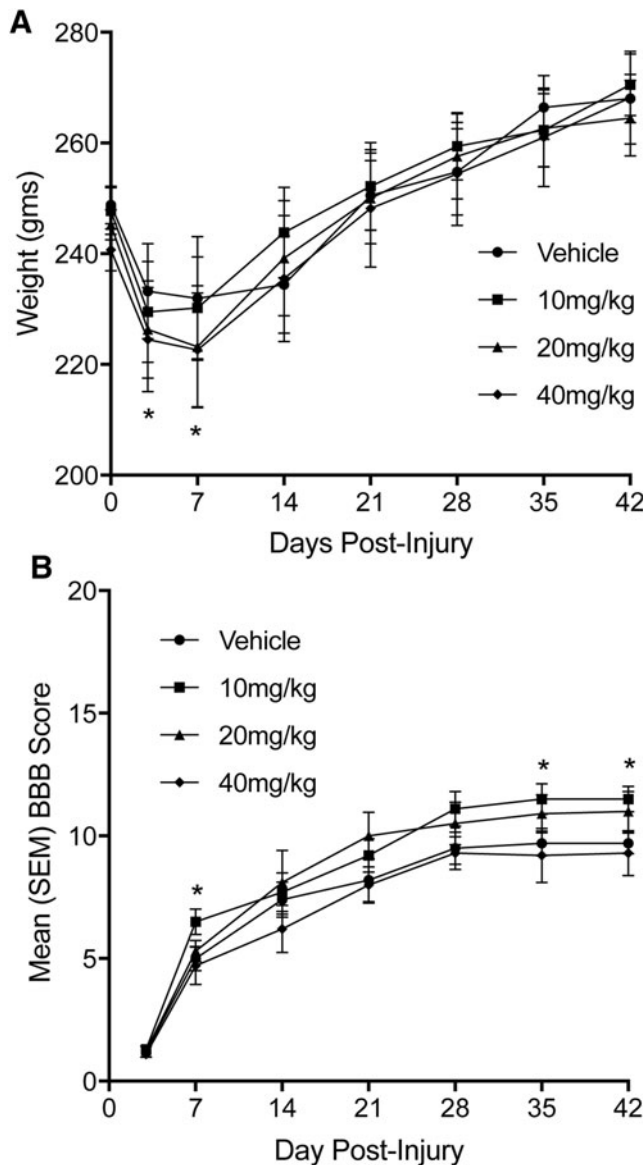 A
280
260
240
220
200
Weight (gms)
Vehicle
10mg/kg
20mg/kg
40mg/kg
*
*
0
7
14
21
28
35
42
Days Post-Injury
B
20
15
10
5
0
Mean (SEM) BBB Score
Vehicle
10mg/kg
20mg/kg
40mg/kg
*
*
*
0
7
14
21
28
35
42
Day Post-Injury